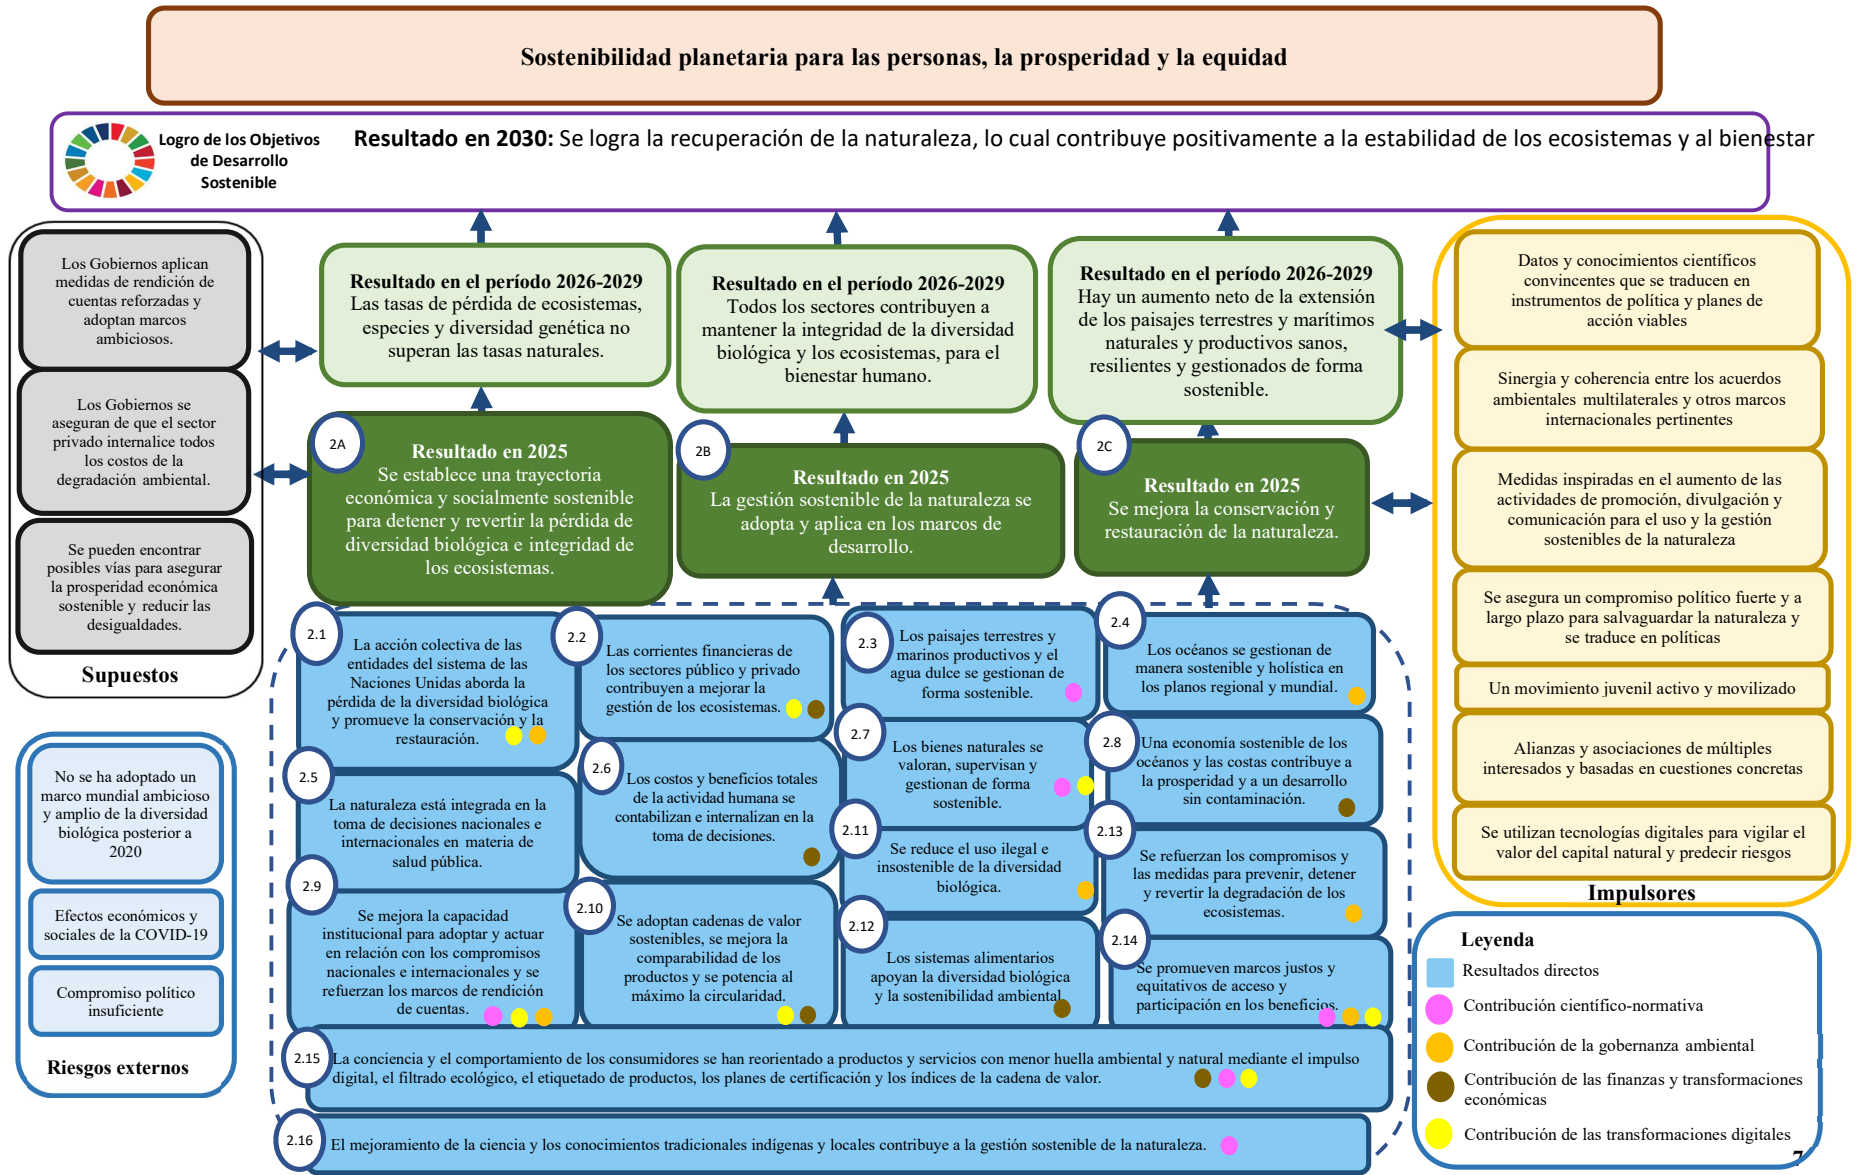 Sostenibilidad planetaria para las personas, la prosperidad y la equidad
Logro de los Objetivos
de Desarrollo
Sostenible
Resultado en 2030: Se logra la recuperación de la naturaleza, lo cual contribuye positivamente a la estabilidad de los ecosistemas y al bienestar
Los Gobiernos aplican
medidas de rendición de
cuentas reforzadas y
adoptan marcos
ambiciosos.
Los Gobiernos se
aseguran de que el sector
privado internalice todos
los costos de la
degradación ambiental.
Se pueden encontrar
posibles vías para asegurar
la prosperidad económica
sostenible y reducir las
desigualdades.
Supuestos
No se ha adoptado un
marco mundial ambicioso
y amplio de la diversidad
biológica posterior a
2020
Efectos económicos y
sociales de la COVID-19
Compromiso político
insuficiente
Riesgos externos
Resultado en el período 2026-2029
Las tasas de pérdida de ecosistemas,
especies y diversidad genética no
superan las tasas naturales.
Resultado en el período 2026-2029
Todos los sectores contribuyen a
mantener la integridad de la diversidad
biológica y los ecosistemas, para el
bienestar humano.
Resultado en el período 2026-2029
Hay un aumento neto de la extensión
de los paisajes terrestres y marítimos
naturales y productivos sanos,
resilientes y gestionados de forma
sostenible.
2A
Resultado en 2025
Se establece una trayectoria
económica y socialmente sostenible
para detener y revertir la pérdida de
diversidad biológica e integridad de
los ecosistemas.
2B
Resultado en 2025
La gestión sostenible de la naturaleza se
adopta y aplica en los marcos de
desarrollo.
2C
Resultado en 2025
Se mejora la conservación y
restauración de la naturaleza.
2.1
La acción colectiva de las
entidades del sistema de las
Naciones Unidas aborda la
pérdida de la diversidad biológica
y promueve la conservación y la
restauración.
2.2
Las corrientes financieras de
los sectores público y privado
contribuyen a mejorar la
gestión de los ecosistemas.
2.3
Los paisajes terrestres y
marinos productivos y el
agua dulce se gestionan de
forma sostenible.
2.4
Los océanos se gestionan de
manera sostenible y holística en
los planos regional y mundial.
2.5
La naturaleza está integrada en la
toma de decisiones nacionales e
internacionales en materia de
salud pública.
2.6
Los costos y beneficios totales
de la actividad humana se
contabilizan e internalizan en la
toma de decisiones.
2.7
Los bienes naturales se
valoran, supervisan y
gestionan de forma
sostenible.
2.8
Una economía sostenible de los
océanos y las costas contribuye a
la prosperidad y a un desarrollo
sin contaminación.
2.9
Se mejora la capacidad
institucional para adoptar y actuar
en relación con los compromisos
nacionales e internacionales y se
refuerzan los marcos de rendición
de cuentas.
2.10
Se adoptan cadenas de valor
sostenibles, se mejora la
comparabilidad de los
productos y se potencia al
máximo la circularidad.
2.11
Se reduce el uso ilegal e
insostenible de la diversidad
biológica.
2.12
Los sistemas alimentarios
apoyan la diversidad biológica
y la sostenibilidad ambiental
2.13
Se refuerzan los compromisos y
las medidas para prevenir, detener
y revertir la degradación de los
ecosistemas.
2.14
Se promueven marcos justos y
equitativos de acceso y
participación en los beneficios.
2.15
La conciencia y el comportamiento de los consumidores se han reorientado a productos y servicios con menor huella ambiental y natural mediante el impulso
digital, el filtrado ecológico, el etiquetado de productos, los planes de certificación y los índices de la cadena de valor.
2.16
El mejoramiento de la ciencia y los conocimientos tradicionales indígenas y locales contribuye a la gestión sostenible de la naturaleza.
Datos y conocimientos científicos
convincentes que se traducen en
instrumentos de política y planes de
acción viables
Sinergia y coherencia entre los acuerdos
ambientales multilaterales y otros marcos
internacionales pertinentes
Medidas inspiradas en el aumento de las
actividades de promoción, divulgación y
comunicación para el uso y la gestión
sostenibles de la naturaleza
Se asegura un compromiso político fuerte y a
largo plazo para salvaguardar la naturaleza y
se traduce en políticas
Un movimiento juvenil activo y movilizado
Alianzas y asociaciones de múltiples
interesados y basadas en cuestiones concretas
Se utilizan tecnologías digitales para vigilar el
valor del capital natural y predecir riesgos
Impulsores
Leyenda
Resultados directos
Contribución científico-normativa
Contribución de la gobernanza ambiental
Contribución de las finanzas y transformaciones
económicas
Contribución de las transformaciones digitales
7